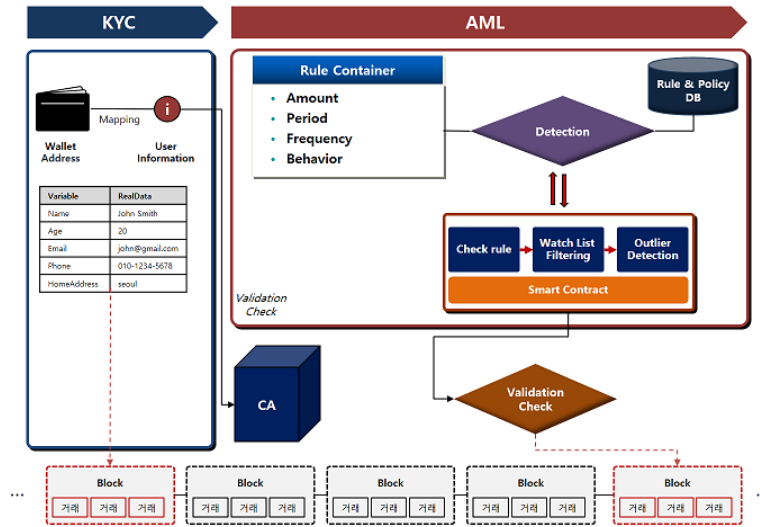 KYC
AML
Mapping
Wallet
Address
i
User
Information
Variable RealData
Name John Smith
Age 20
Email john@gmail.com
Phone 010-1234-5678
HomeAddress seoul
Rule Container
• Amount
• Period
• Frequency
• Behavior
Detection
Rule & Policy
DB
Check rule
Watch List
Filtering
Outlier
Detection
Smart Contract
Validation
Check
CA
Validation
Check
...
Block
거래 거래 거래
Block
거래 거래 거래
Block
거래 거래 거래
Block
거래 거래 거래
Block
거래 거래 거래
.